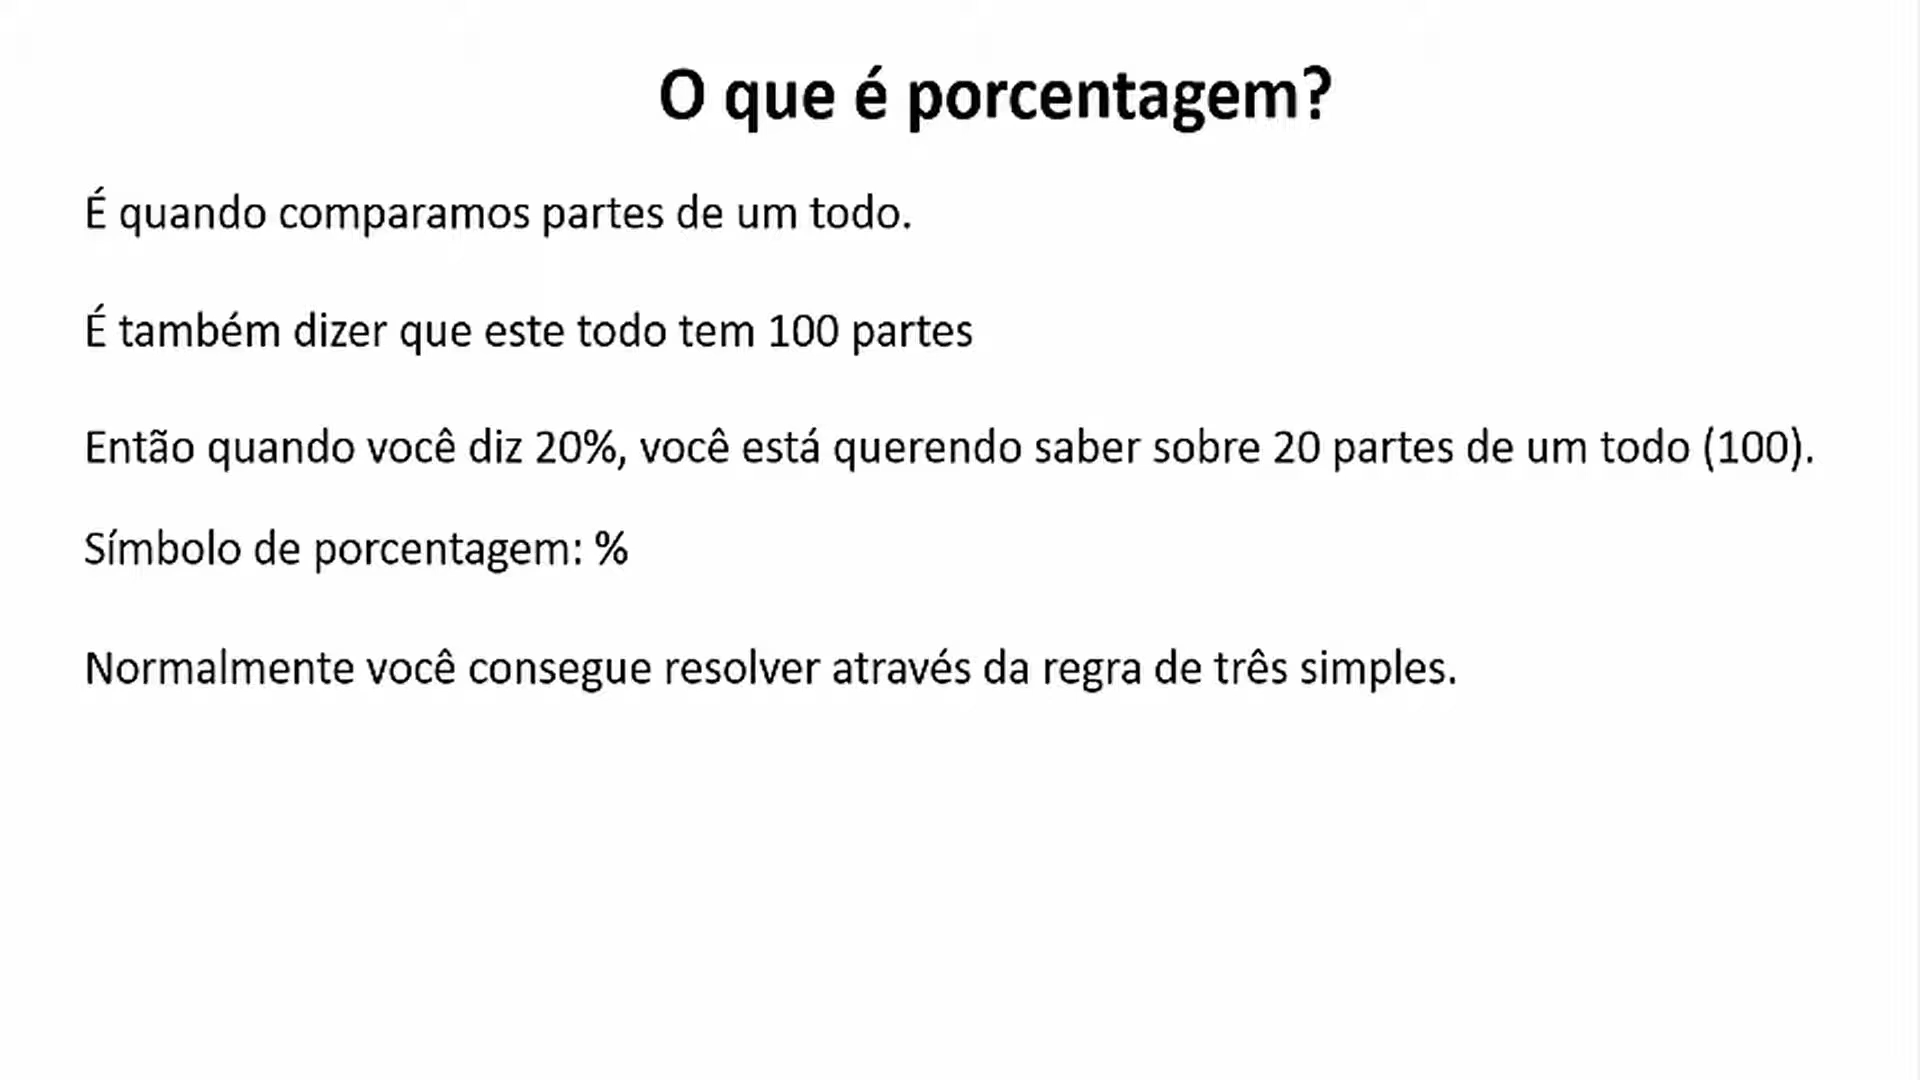 O que é porcentagem?
É quando comparamos partes de um todo.
É também dizer que este todo tem 100 partes
Então quando você diz 20%, você está querendo saber sobre 20 partes de um todo (100).
Símbolo de porcentagem: %
Normalmente você consegue resolver através da regra de três simples.